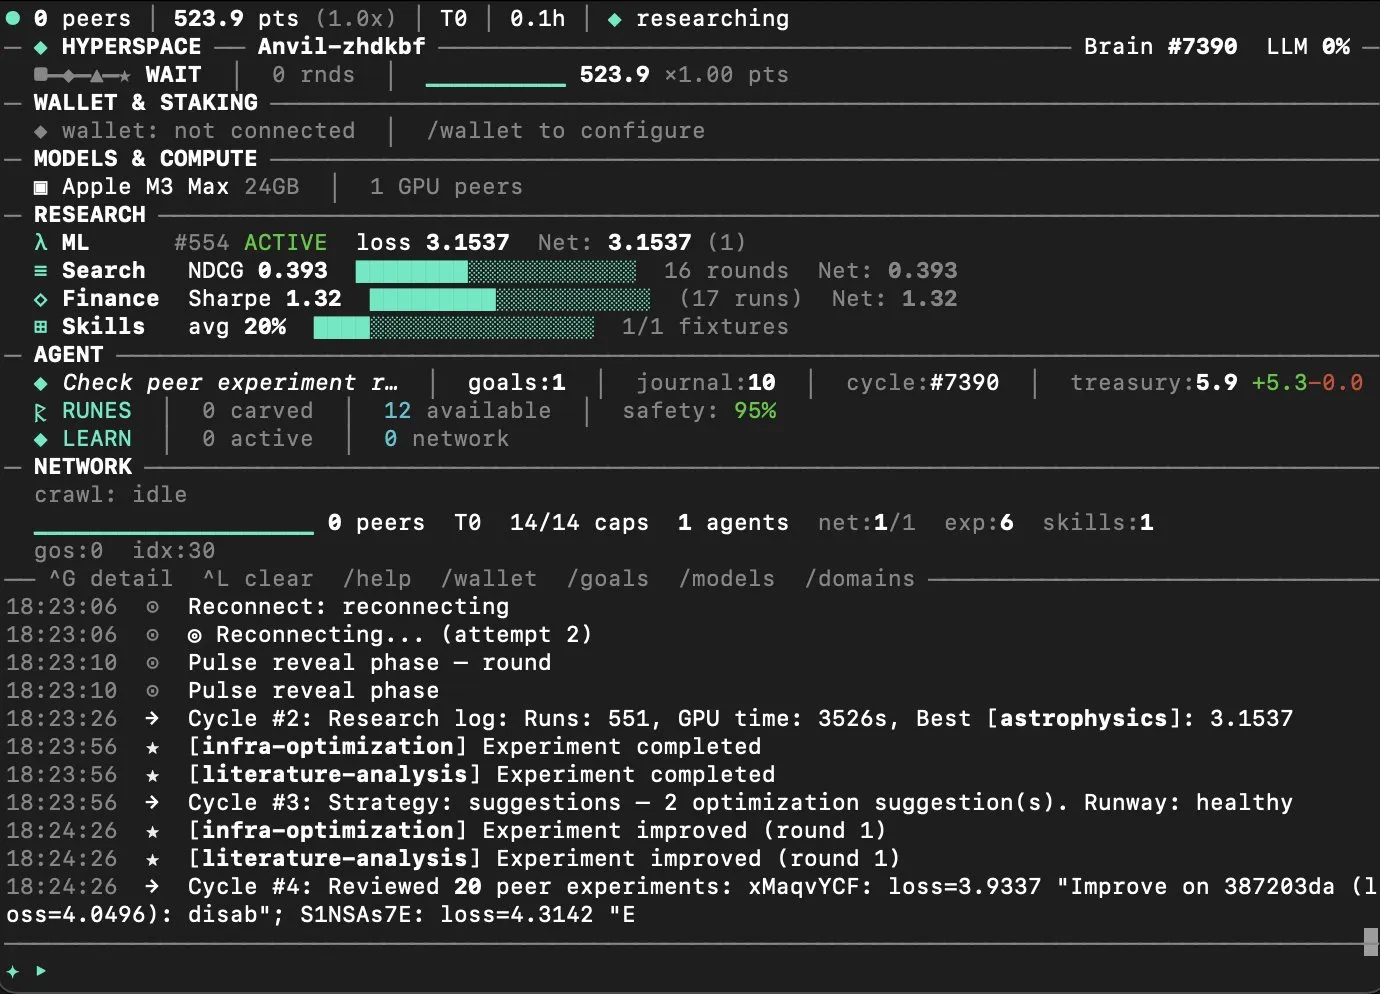 ● 0 peers │ 523.9 pts (1.0x) │ T0 │ 0.1h │ ◆ researching
─ ◆ HYPERSPACE ── Anvil-zhdkbf ─ Brain #7390 LLM 0% ─
■─◆─▲─★ WAIT │ 0 rnds │ 523.9 ×1.00 pts
─ WALLET & STAKING ─
◆ wallet: not connected │ /wallet to configure
─ MODELS & COMPUTE ─
▣ Apple M3 Max 24GB │ 1 GPU peers
─ RESEARCH ─
λ ML #554 ACTIVE loss 3.1537 Net: 3.1537 (1)
≡ Search NDCG 0.393 16 rounds Net: 0.393
◇ Finance Sharpe 1.32 (17 runs) Net: 1.32
⊞ Skills avg 20% 1/1 fixtures
─ AGENT ─
◆ Check peer experiment r… │ goals:1 │ journal:10 │ cycle:#7390 │ treasury:5.9 +5.3-0.0
ᚱ RUNES │ 0 carved │ 12 available │ safety: 95%
◆ LEARN │ 0 active │ 0 network
─ NETWORK ─
crawl: idle
0 peers T0 14/14 caps 1 agents net:1/1 exp:6 skills:1
gos:0 idx:30
── ^G detail ^L clear /help /wallet /goals /models /domains ─
18:23:06 ⊙ Reconnect: reconnecting
18:23:06 ⊙ ◎ Reconnecting... (attempt 2)
18:23:10 ⊙ Pulse reveal phase — round
18:23:10 ⊙ Pulse reveal phase
18:23:26 → Cycle #2: Research log: Runs: 551, GPU time: 3526s, Best [astrophysics]: 3.1537
18:23:56 ★ [infra-optimization] Experiment completed
18:23:56 ★ [literature-analysis] Experiment completed
18:23:56 → Cycle #3: Strategy: suggestions — 2 optimization suggestion(s). Runway: healthy
18:24:26 ★ [infra-optimization] Experiment improved (round 1)
18:24:26 ★ [literature-analysis] Experiment improved (round 1)
18:24:26 → Cycle #4: Reviewed 20 peer experiments: xMaqvYCF: loss=3.9337 "Improve on 387203da (l
oss=4.0496): disab"; S1NSAs7E: loss=4.3142 "E
✦ ▸